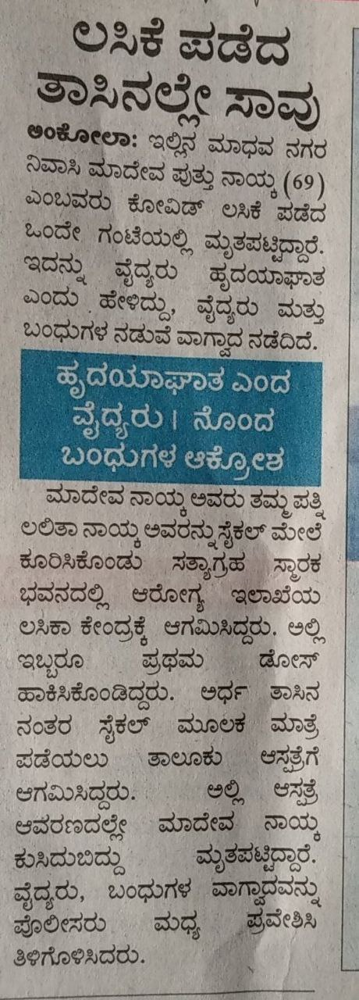 ಲಸಿಕೆ ಪಡೆದ
ತಾಸಿನಲ್ಲೇ ಸಾವು
ಅಂಕೋಲಾ: ಇಲ್ಲಿನ ಮಾಧವ ನಗರ
ನಿವಾಸಿ ಮಾದೇವ ಪುತ್ತು ನಾಯ್ಕ (69)
ಎಂಬವರು ಕೋವಿಡ್ ಲಸಿಕೆ ಪಡೆದ
ಒಂದೇ ಗಂಟೆಯಲ್ಲಿ ಮೃತಪಟ್ಟಿದ್ದಾರೆ.
ಇದನ್ನು ವೈದ್ಯರು ಹೃದಯಾಘಾತ
ಎಂದು ಹೇಳಿದ್ದು, ವೈದ್ಯರು ಮತ್ತು
ಬಂಧುಗಳ ನಡುವೆ ವಾಗ್ವಾದ ನಡೆದಿದೆ.
ಹೃದಯಾಘಾತ ಎಂದ
ವೈದ್ಯರು। ನೊಂದ
ಬಂಧುಗಳ ಆಕ್ರೋಶ
ಮಾದೇವ ನಾಯ್ಕ ಅವರು ತಮ್ಮ ಪತ್ನಿ
ಲಲಿತಾ ನಾಯ್ಕ ಅವರನ್ನು ಸೈಕಲ್ ಮೇಲೆ
ಕೂರಿಸಿಕೊಂಡು ಸತ್ಯಾಗ್ರಹ ಸ್ಮಾರಕ
ಭವನದಲ್ಲಿ ಆರೋಗ್ಯ ಇಲಾಖೆಯ
ಲಸಿಕಾ ಕೇಂದ್ರಕ್ಕೆ ಆಗಮಿಸಿದ್ದರು. ಅಲ್ಲಿ
ಇಬ್ಬರೂ ಪ್ರಥಮ ಡೋಸ್
ಹಾಕಿಸಿಕೊಂಡಿದ್ದರು. ಅರ್ಧ ತಾಸಿನ
ನಂತರ ಸೈಕಲ್ ಮೂಲಕ ಮಾತ್ರೆ
ಪಡೆಯಲು ತಾಲೂಕು ಆಸ್ಪತ್ರೆಗೆ
ಆಗಮಿಸಿದ್ದರು. ಅಲ್ಲಿ ಆಸ್ಪತ್ರೆ
ಆವರಣದಲ್ಲೇ ಮಾದೇವ ನಾಯ್ಕ
ಕುಸಿದುಬಿದ್ದು ಮೃತಪಟ್ಟಿದ್ದಾರೆ.
ವೈದ್ಯರು, ಬಂಧುಗಳ ವಾಗ್ವಾದವನ್ನು
ಪೊಲೀಸರು ಮಧ್ಯ ಪ್ರವೇಶಿಸಿ
ತಿಳಿಗೊಳಿಸಿದರು.